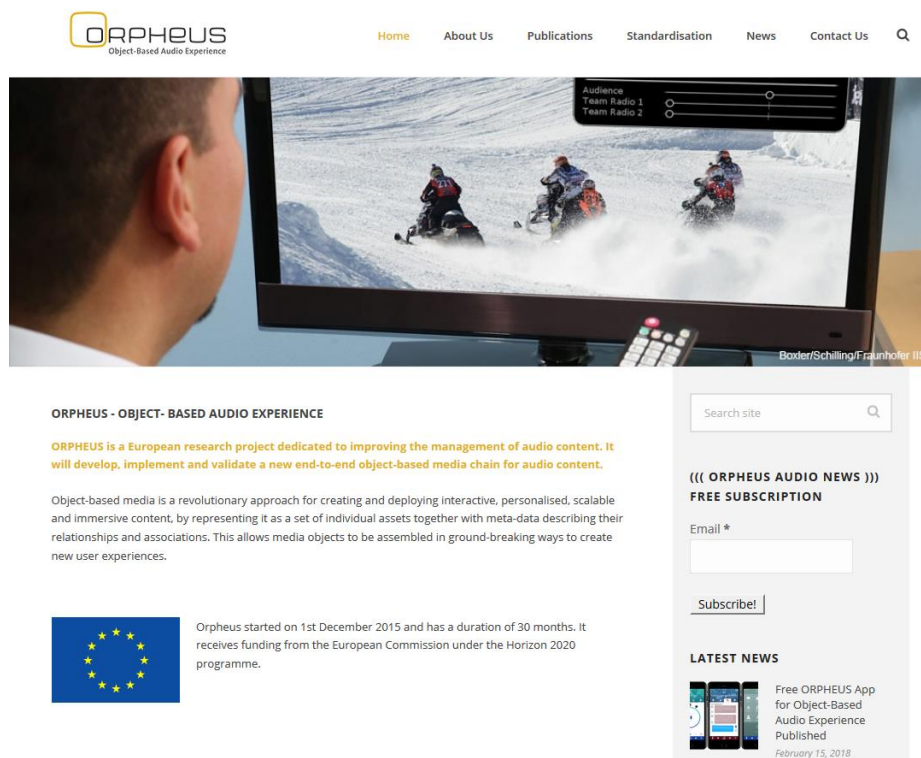 ORPHEUS
Object-Based Audio Experience
Home
About Us
Publications
Standardisation
News
Contact Us
Audience
Team Radio 1
Team Radio 2
Boxler/Schilling/Fraunhofer IIS
ORPHEUS - OBJECT- BASED AUDIO EXPERIENCE
ORPHEUS is a European research project dedicated to improving the management of audio content. It
will develop, implement and validate a new end-to-end object-based media chain for audio content.
Object-based media is a revolutionary approach for creating and deploying interactive, personalised, scalable
and immersive content, by representing it as a set of individual assets together with meta-data describing their
relationships and associations. This allows media objects to be assembled in ground-breaking ways to create
new user experiences.
Orpheus started on 1st December 2015 and has a duration of 30 months. It
receives funding from the European Commission under the Horizon 2020
programme.
Search site
((( ORPHEUS AUDIO NEWS )))
FREE SUBSCRIPTION
Email *
Subscribe!
LATEST NEWS
Free ORPHEUS App
for Object-Based
Audio Experience
Published
February 15, 2018